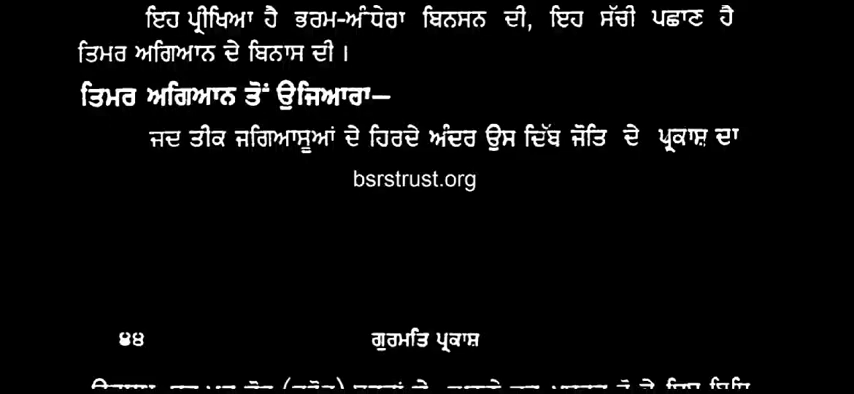 ਇਹ ਪ੍ਰੀਖਿਆ ਹੈ ਭਰਮ-ਅੰਧੇਰਾ ਬਿਨਸਨ ਦੀ, ਇਹ ਸੱਚੀ ਪਛਾਣ ਹੈ
ਤਿਮਰ ਅਗਿਆਨ ਦੇ ਬਿਨਾਸ ਦੀ।
ਤਿਮਰ ਅਗਿਆਨ ਤੋਂ ਉਜਿਆਰਾ—
ਜਦ ਤੀਕ ਜਗਿਆਸੂਆਂ ਦੇ ਹਿਰਦੇ ਅੰਦਰ ਉਸ ਦਿੱਬ ਜੋਤਿ ਦੇ ਪ੍ਰਕਾਸ਼ ਦਾ
bsrstrust.org
੪੪ ਗੁਰਮਤਿ ਪ੍ਰਕਾਸ਼